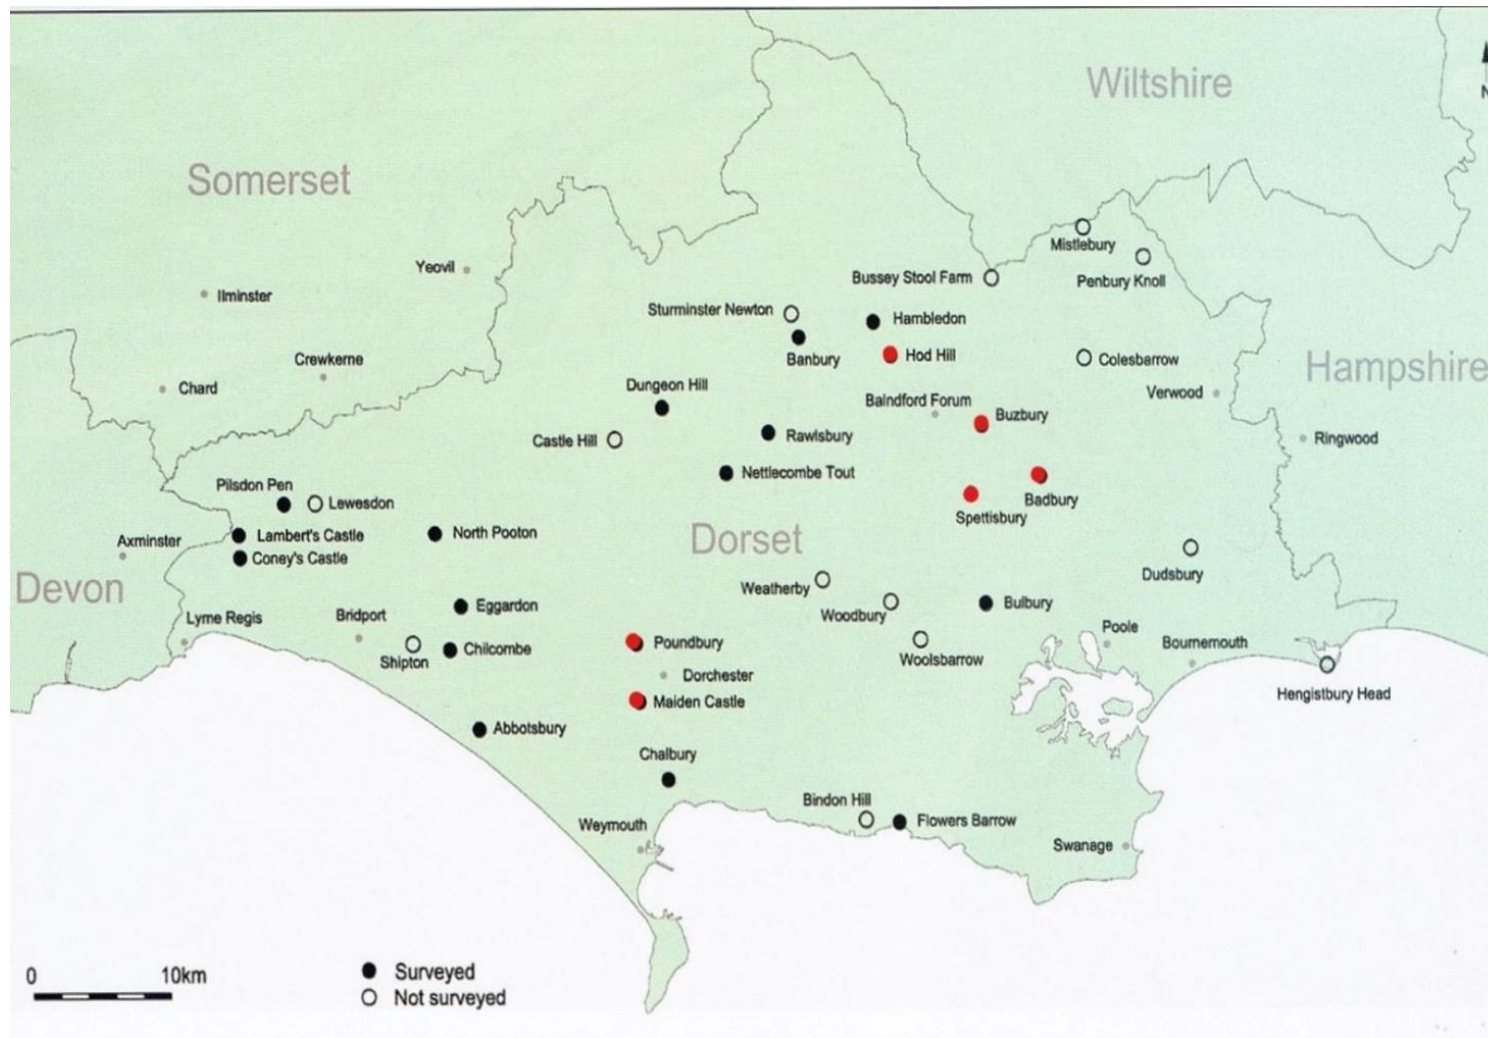 Wiltshire
N
Somerset
Mistlebury
Yeovil
Bussey Stool Farm
Penbury Knoll
Ilminster
Sturminster Newton
Hambledon
Banbury
Hod Hill
Crewkerne
Colesbarrow
Hampshire
Chard
Dungeon Hill
Verwood
Balndford Forum
Buzbury
Castle Hill
Rawlsbury
Ringwood
Nettlecombe Tout
Pilsdon Pen
Lewesdon
Badbury
Spettisbury
Lambert's Castle
North Pooton
Dorset
Axminster
Coney's Castle
Devon
Weatherby
Dudsbury
Eggardon
Woodbury
Bulbury
Lyme Regis
Bridport
Poole
Shipton
Chilcombe
Poundbury
Woolsbarrow
Bournemouth
Dorchester
Hengistbury Head
Maiden Castle
Abbotsbury
Chalbury
Bindon Hill
Flowers Barrow
Weymouth
Swanage
0 10km
Surveyed
Not surveyed